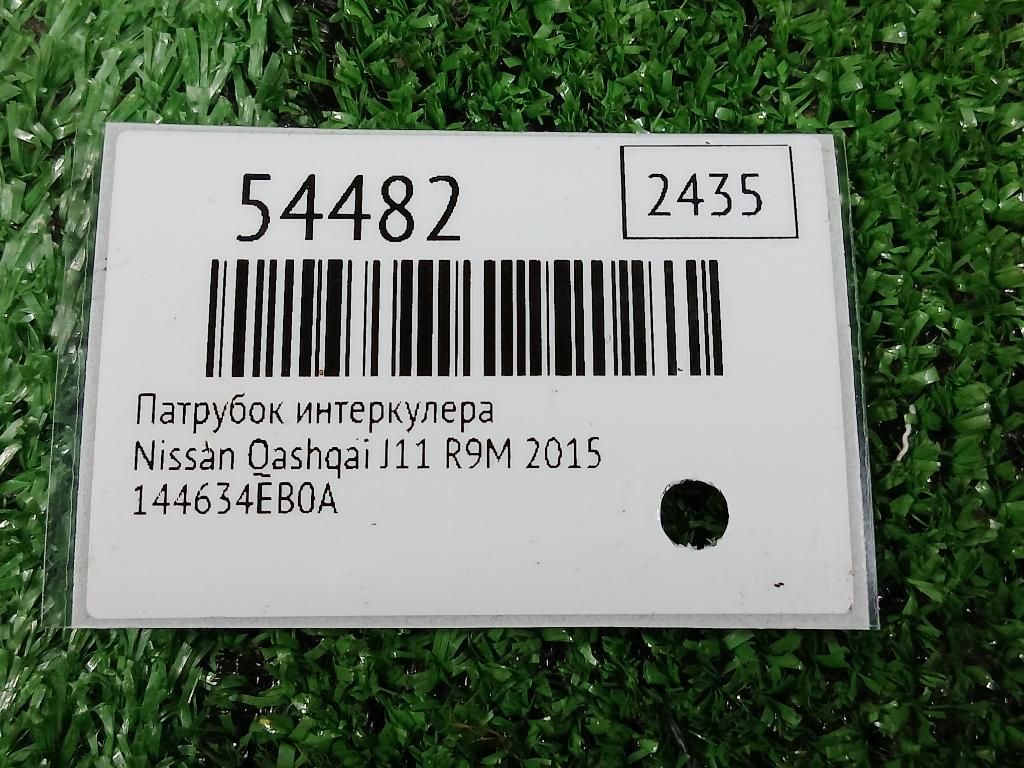 54482
2435
Патрубок интеркулера
Nissan Qashqai J11 R9M 2015
144634EB0A